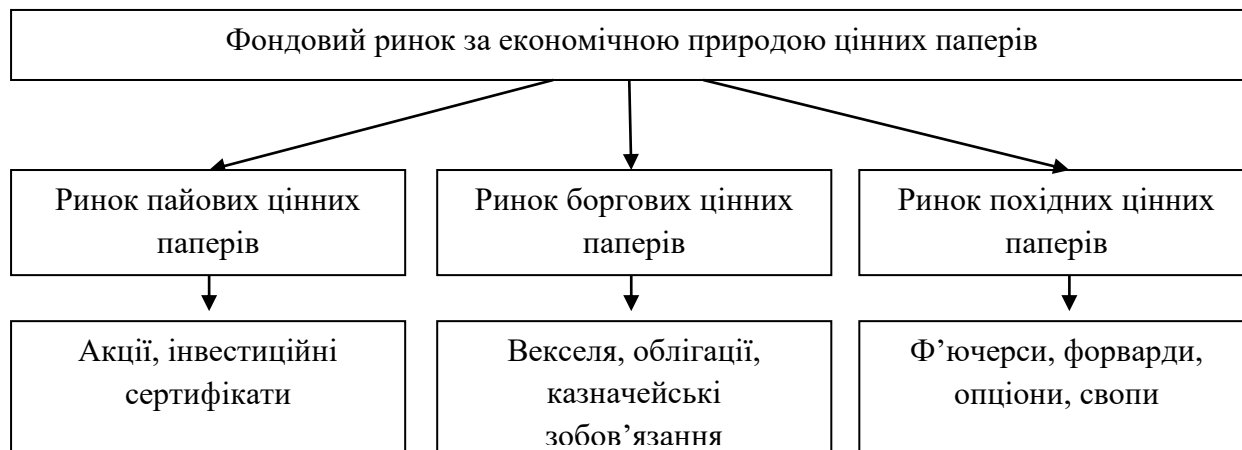 Фондовий ринок за економічною природою цінних паперів
Ринок пайових цінних
паперів
Ринок боргових цінних
паперів
Ринок похідних цінних
паперів
Акції, інвестиційні
сертифікати
Векселя, облігації,
казначейські
зобов’язання
Ф’ючерси, форварди,
опціони, свопи